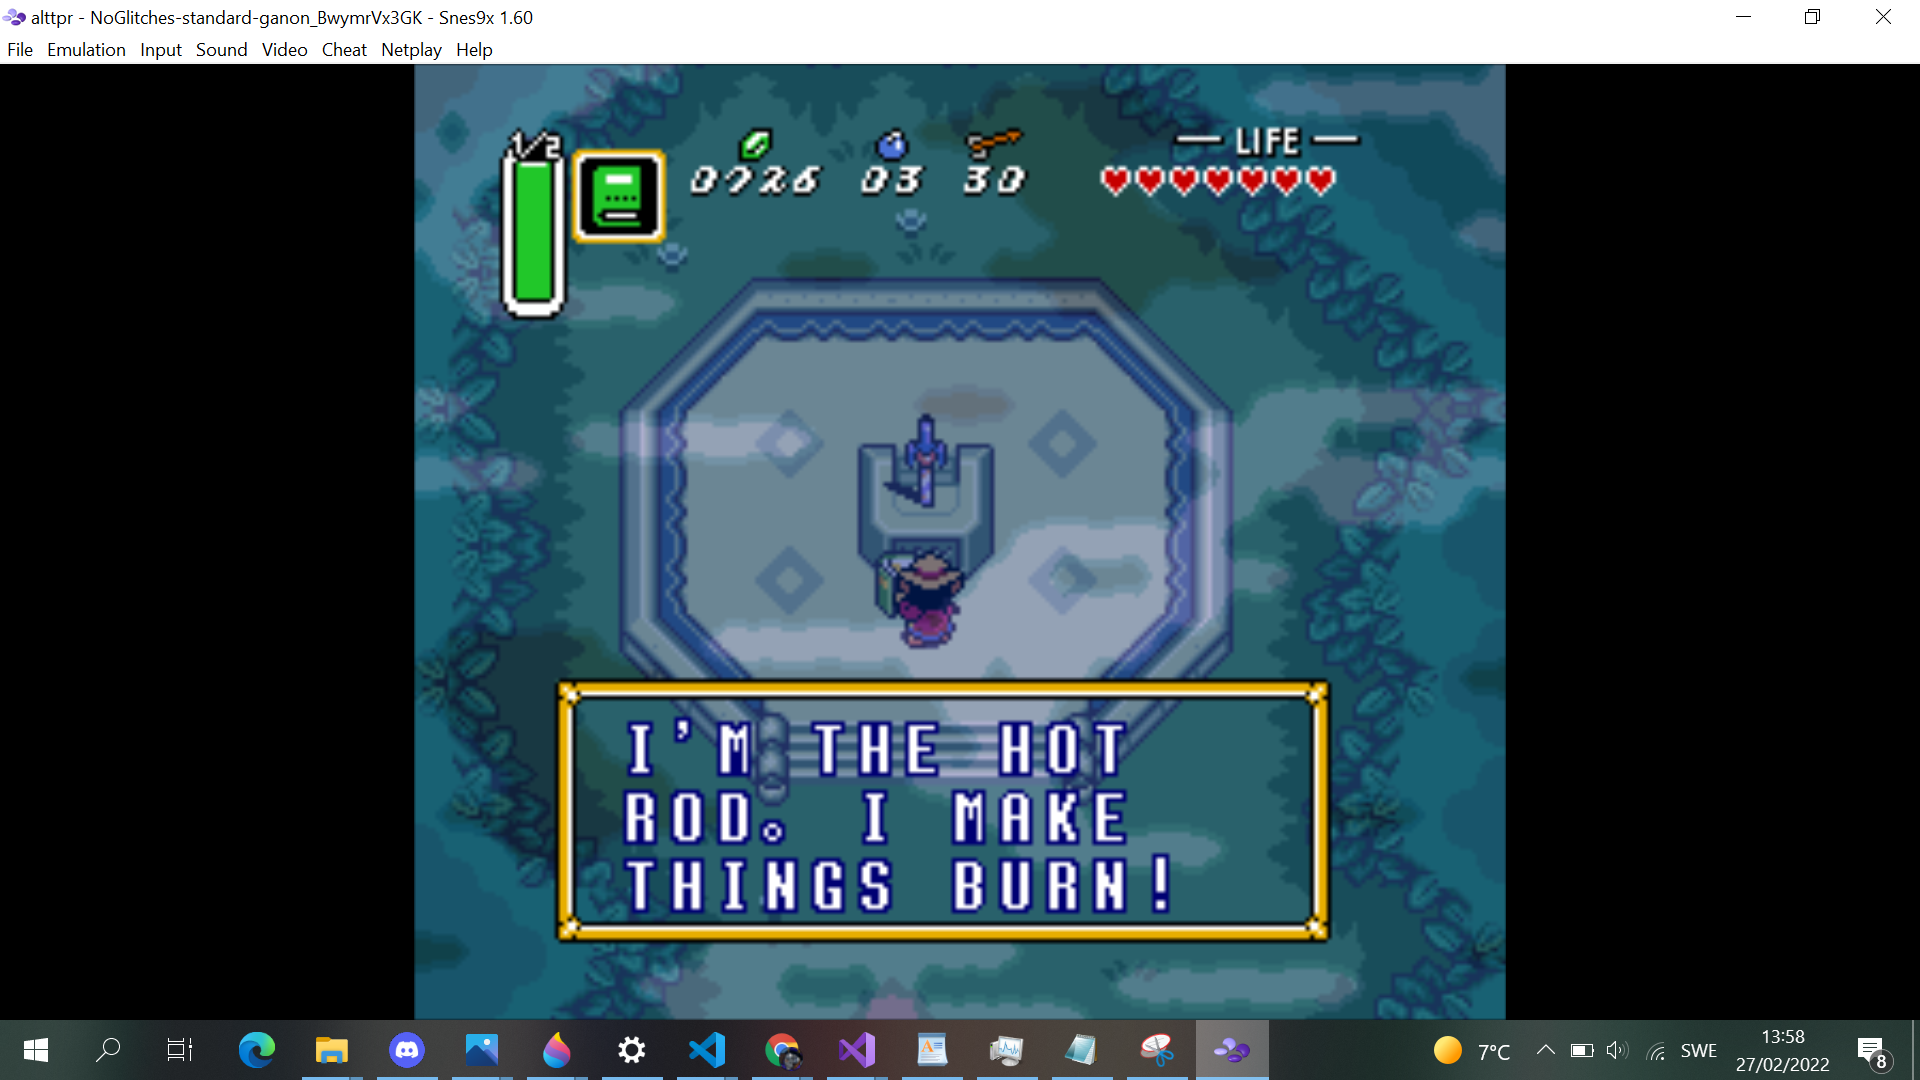 alttpr - NoGlitches-standard-ganon_BwymrVx3GK - Snes9x 1.60
File Emulation Input Sound Video Cheat Netplay Help
1/2
0726 03 30
LIFE
I'M THE HOT
ROD. I MAKE
THINGS BURN!
7°C
SWE
13:58
27/02/2022
8